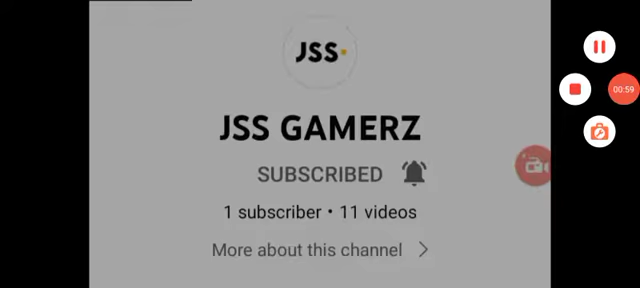 JSS
JSS GAMERZ
SUBSCRIBED
1 subscriber • 11 videos
More about this channel
00:59